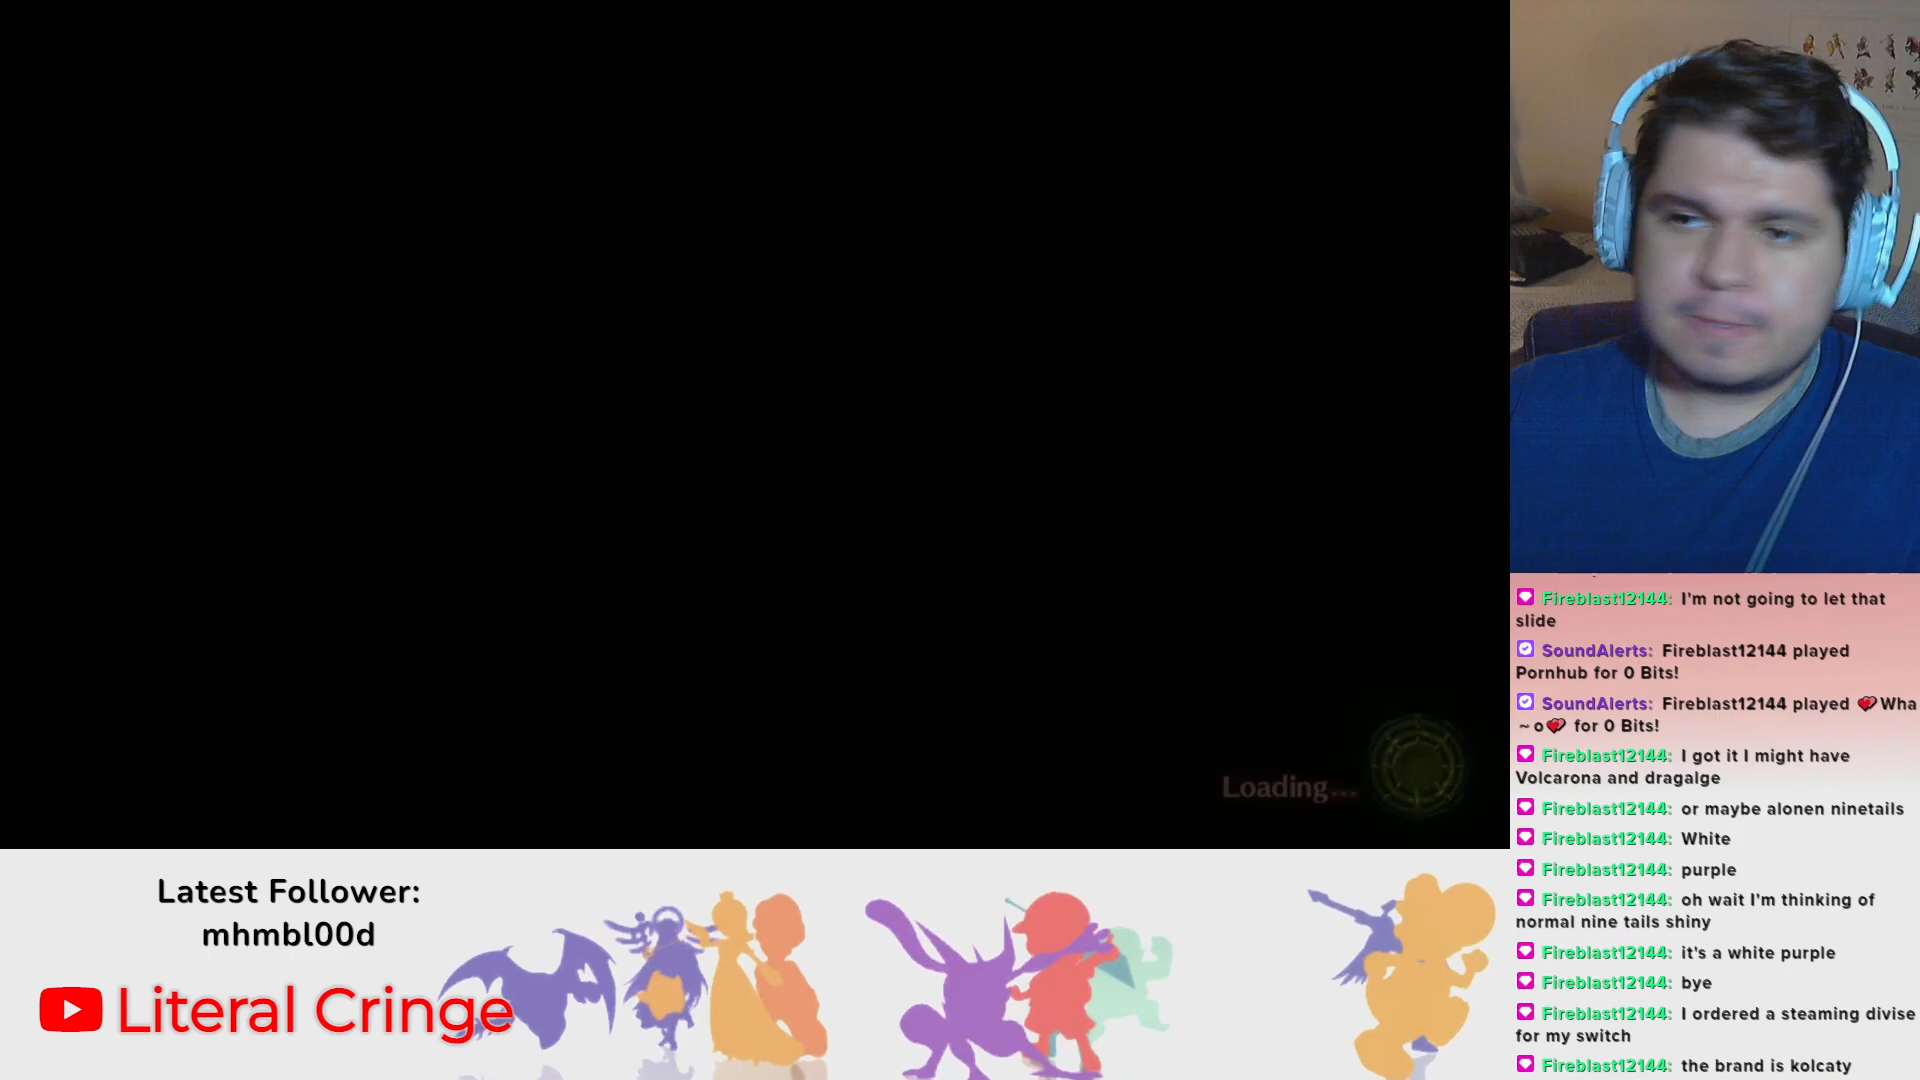 Loading...
Fireblast12144: I'm not going to let that
slide
SoundAlerts: Fireblast12144 played
Pornhub for 0 Bits!
SoundAlerts: Fireblast12144 played 💕Wha
~o💕 for 0 Bits!
Fireblast12144: I got it I might have
Volcarona and dragalge
Fireblast12144: or maybe alonen ninetails
Fireblast12144: White
Fireblast12144: purple
Fireblast12144: oh wait I'm thinking of
normal nine tails shiny
Fireblast12144: it's a white purple
Fireblast12144: bye
Fireblast12144: I ordered a steaming divise
for my switch
Fireblast12144: the brand is kolcaty
Latest Follower:
mhmbl00d
Literal Cringe